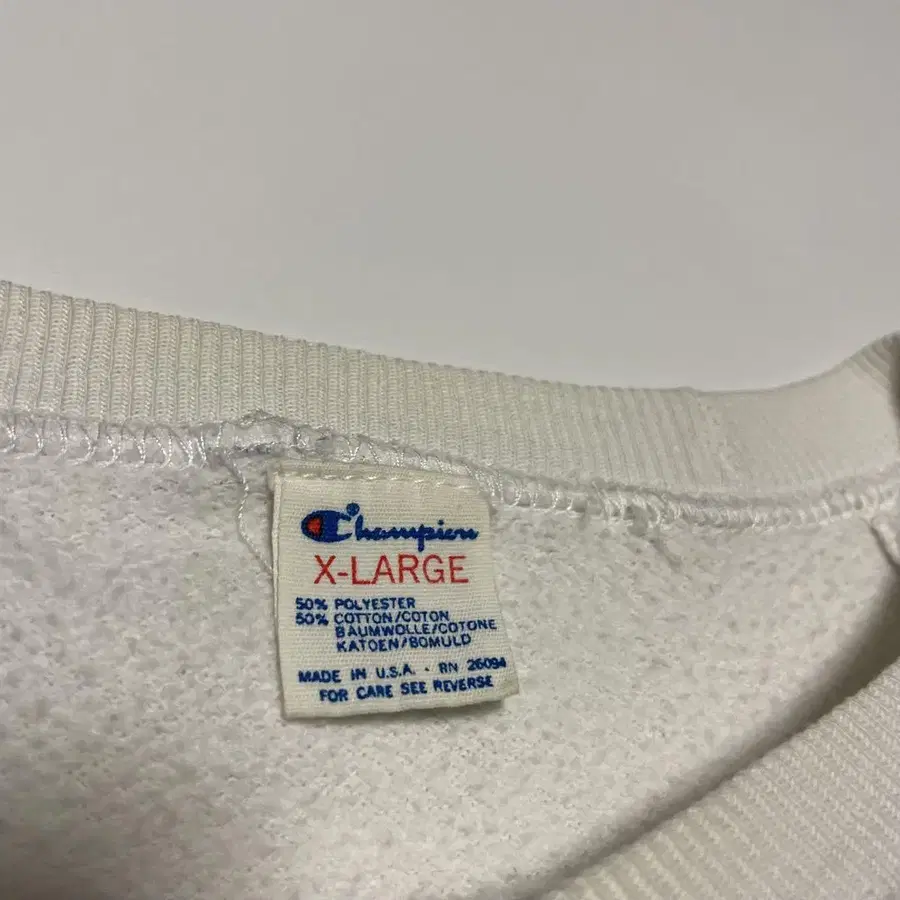 Champion
X-LARGE
50% POLYESTER
50% COTTON/COTON
BAUMWOLLE/COTONE
KATOEN/BOMULD
MADE IN U.S.A. · RN 26094
FOR CARE SEE REVERSE